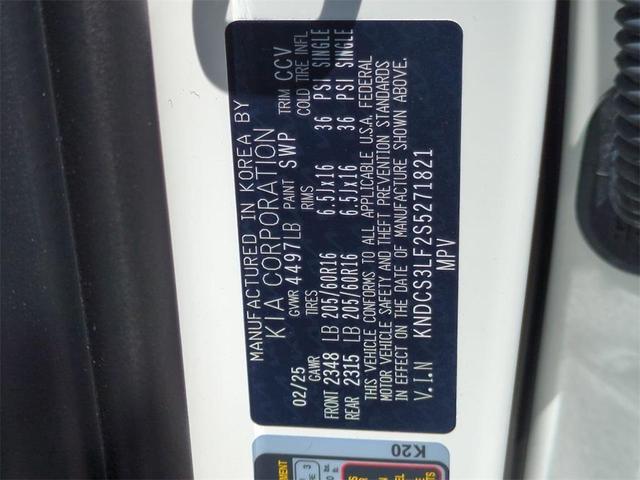 MANUFACTURED IN KOREA BY
KIA CORPORATION
02/25 GVWR 4497LB PAINT SWP TRIM CCV
GAWR TIRES RIMS COLD TIRE INFL
FRONT 2348 LB 205/60R16 6.5Jx16 36 PSI SINGLE
REAR 2315 LB 205/60R16 6.5Jx16 36 PSI SINGLE
THIS VEHICLE CONFORMS TO ALL APPLICABLE U.S.A. FEDERAL
MOTOR VEHICLE SAFETY AND THEFT PREVENTION STANDARDS
IN EFFECT ON THE DATE OF MANUFACTURE SHOWN ABOVE.
V.I.N KNDCS3LF2S5271821
MPV
K20